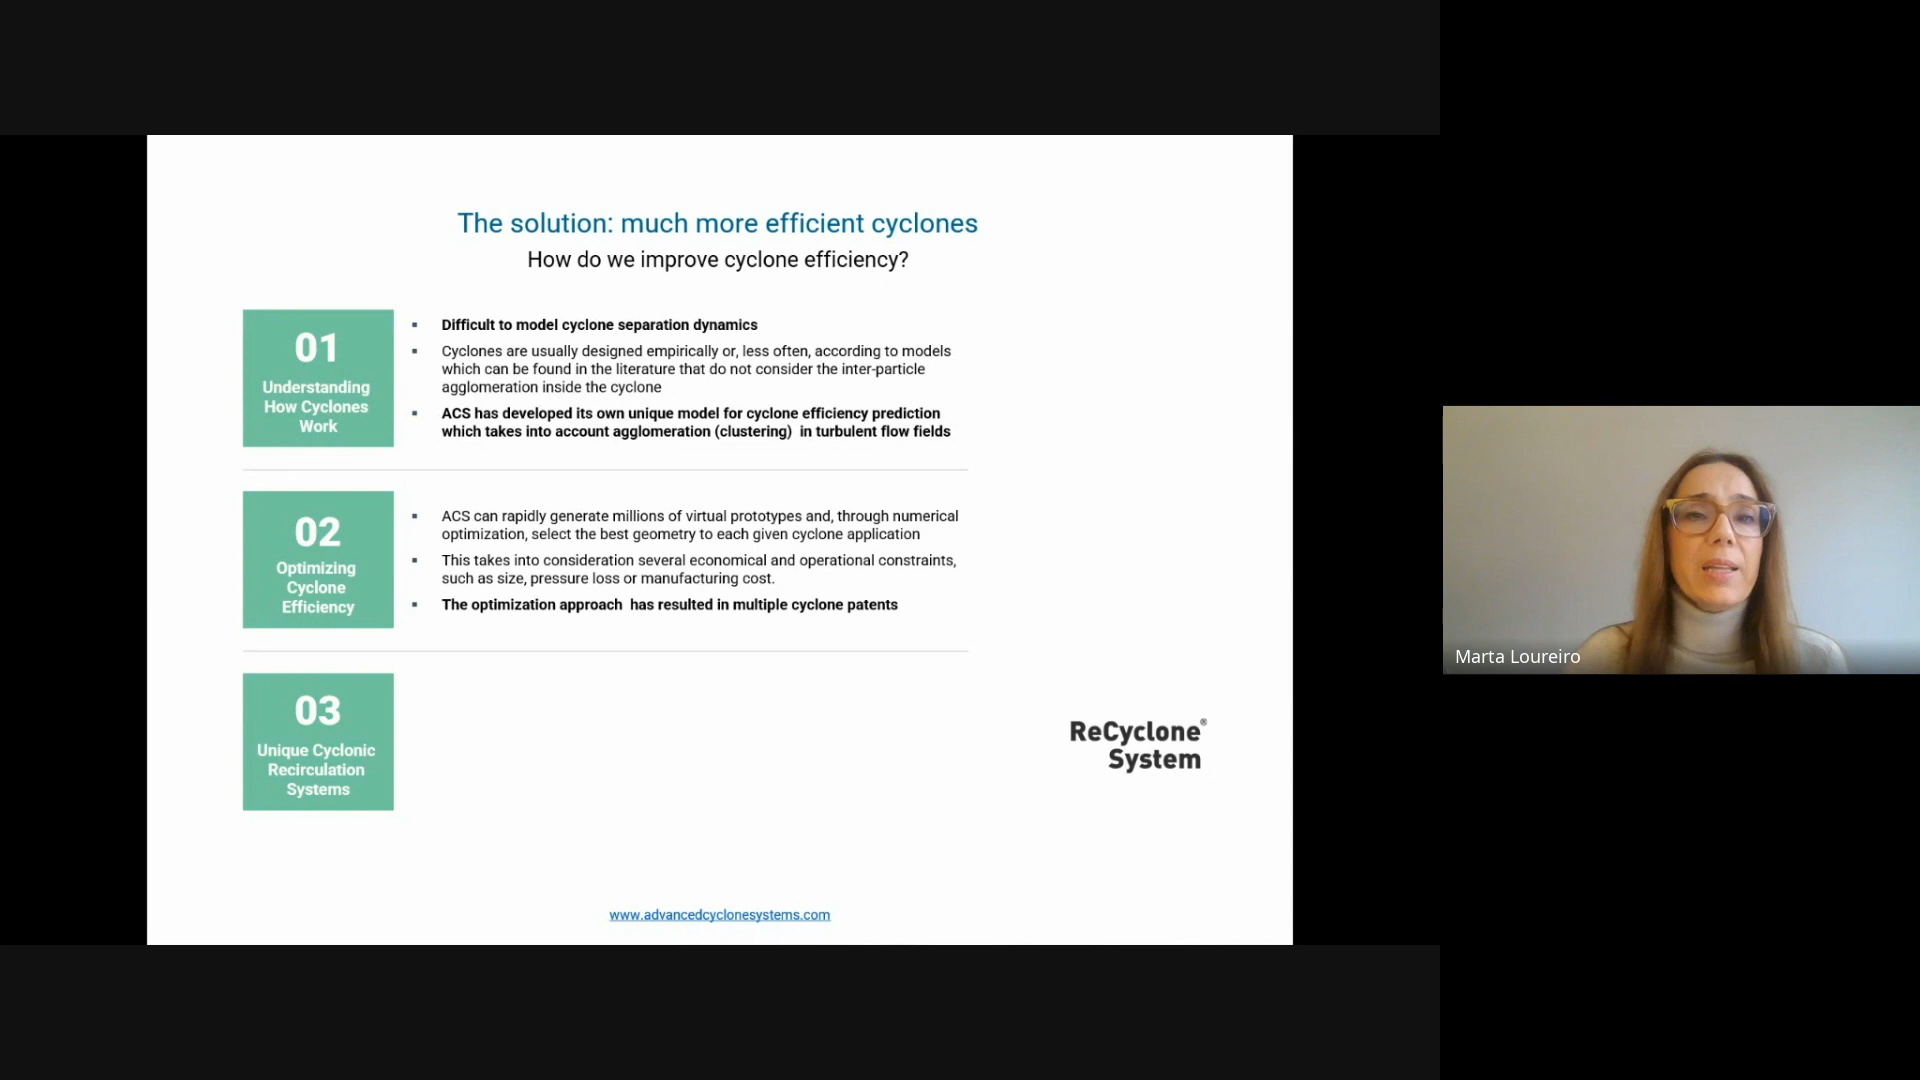 The solution: much more efficient cyclones
How do we improve cyclone efficiency?
01
Understanding
How Cyclones
Work
▪ Difficult to model cyclone separation dynamics
▪ Cyclones are usually designed empirically or, less often, according to models
which can be found in the literature that do not consider the inter-particle
agglomeration inside the cyclone
▪ ACS has developed its own unique model for cyclone efficiency prediction
which takes into account agglomeration (clustering) in turbulent flow fields
02
Optimizing
Cyclone
Efficiency
▪ ACS can rapidly generate millions of virtual prototypes and, through numerical
optimization, select the best geometry to each given cyclone application
▪ This takes into consideration several economical and operational constraints,
such as size, pressure loss or manufacturing cost.
▪ The optimization approach has resulted in multiple cyclone patents
03
Unique Cyclonic
Recirculation
Systems
ReCyclone®
System
www.advancedcyclonesystems.com
Marta Loureiro